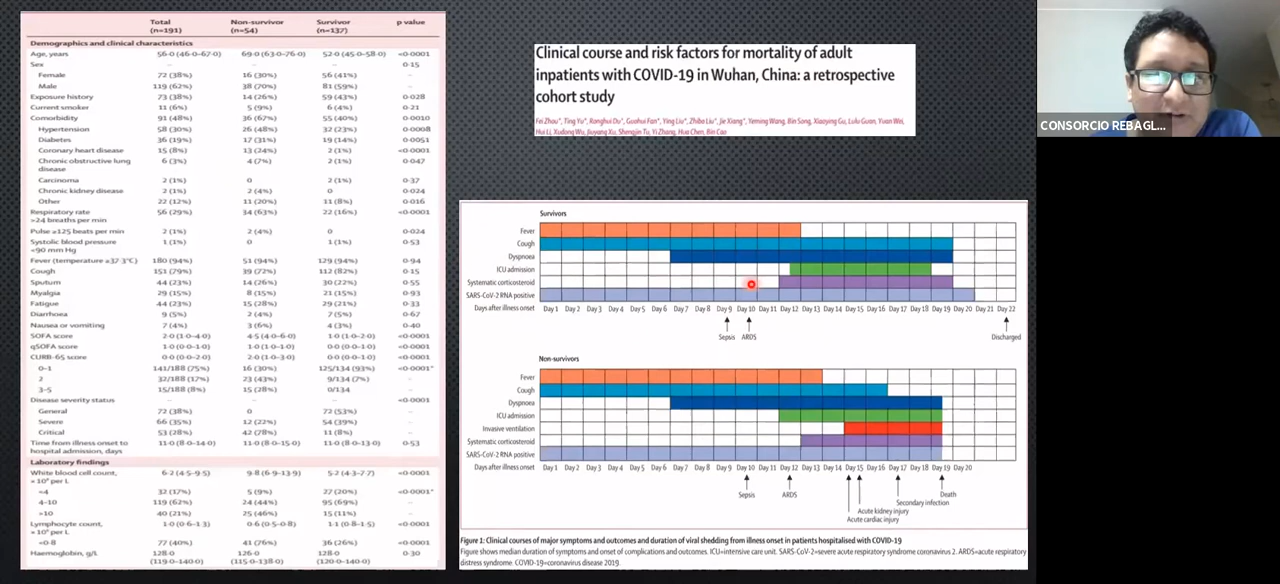 Total Non-survivor Survivor p value
(n=191) (n=54) (n=137)
Demographics and clinical characteristics
Age, years 56·0 (46·0–67·0) 69·0 (63·0–76·0) 52·0 (45·0–58·0) <0·0001
Sex – – – 0·15
Female 72 (38%) 16 (30%) 56 (41%) –
Male 119 (62%) 38 (70%) 81 (59%) –
Exposure history 73 (38%) 14 (26%) 59 (43%) 0·028
Current smoker 11 (6%) 5 (9%) 6 (4%) 0·21
Comorbidity 91 (48%) 36 (67%) 55 (40%) 0·0010
Hypertension 58 (30%) 26 (48%) 32 (23%) 0·0008
Diabetes 36 (19%) 17 (31%) 19 (14%) 0·0051
Coronary heart disease 15 (8%) 13 (24%) 2 (1%) <0·0001
Chronic obstructive lung 6 (3%) 4 (7%) 2 (1%) 0·047
disease
Carcinoma 2 (1%) 0 2 (1%) 0·37
Chronic kidney disease 2 (1%) 2 (4%) 0 0·024
Other 22 (12%) 11 (20%) 11 (8%) 0·016
Respiratory rate 56 (29%) 34 (63%) 22 (16%) <0·0001
>24 breaths per min
Pulse ≥125 beats per min 2 (1%) 2 (4%) 0 0·024
Systolic blood pressure 1 (1%) 0 1 (1%) 0·53
<90 mm Hg
Fever (temperature ≥37·3°C) 180 (94%) 51 (94%) 129 (94%) 0·94
Cough 151 (79%) 39 (72%) 112 (82%) 0·15
Sputum 44 (23%) 14 (26%) 30 (22%) 0·55
Myalgia 29 (15%) 8 (15%) 21 (15%) 0·93
Fatigue 44 (23%) 15 (28%) 29 (21%) 0·33
Diarrhoea 9 (5%) 2 (4%) 7 (5%) 0·67
Nausea or vomiting 7 (4%) 3 (6%) 4 (3%) 0·40
SOFA score 2·0 (1·0–4·0) 4·5 (4·0–6·0) 1·0 (1·0–2·0) <0·0001
qSOFA score 1·0 (0·0–1·0) 1·0 (1·0–1·0) 0·0 (0·0–1·0) <0·0001
CURB-65 score 0·0 (0·0–2·0) 2·0 (1·0–3·0) 0·0 (0·0–1·0) <0·0001
0–1 141/188 (75%) 16 (30%) 125/134 (93%) <0·0001*
2 32/188 (17%) 23 (43%) 9/134 (7%) –
3–5 15/188 (8%) 15 (28%) 0/134 –
Disease severity status – – – <0·0001
General 72 (38%) 0 72 (53%) –
Severe 66 (35%) 12 (22%) 54 (39%) –
Critical 53 (28%) 42 (78%) 11 (8%) –
Time from illness onset to 11·0 (8·0–14·0) 11·0 (8·0–15·0) 11·0 (8·0–13·0) 0·53
hospital admission, days
Laboratory findings
White blood cell count, 6·2 (4·5–9·5) 9·8 (6·9–13·9) 5·2 (4·3–7·7) <0·0001
× 10⁹ per L
<4 32 (17%) 5 (9%) 27 (20%) <0·0001*
4–10 119 (62%) 24 (44%) 95 (69%) –
>10 40 (21%) 25 (46%) 15 (11%) –
Lymphocyte count, 1·0 (0·6–1·3) 0·6 (0·5–0·8) 1·1 (0·8–1·5) <0·0001
× 10⁹ per L
<0·8 77 (40%) 41 (76%) 36 (26%) <0·0001
Haemoglobin, g/L 128·0 126·0 128·0 0·30
(119·0–140·0) (115·0–138·0) (120·0–140·0)
Clinical course and risk factors for mortality of adult
inpatients with COVID-19 in Wuhan, China: a retrospective
cohort study
Fei Zhou*, Ting Yu*, Ronghui Du*, Guohui Fan*, Ying Liu*, Zhibo Liu*, Jie Xiang*, Yeming Wang, Bin Song, Xiaoying Gu, Lulu Guan, Yuan Wei,
Hui Li, Xudong Wu, Jiuyang Xu, Shengjin Tu, Yi Zhang, Hua Chen, Bin Cao
CONSORCIO REBAGL...
Survivors
Fever
Cough
Dyspnoea
ICU admission
Systematic corticosteroid
SARS-CoV-2 RNA positive
Days after illness onset Day 1 Day 2 Day 3 Day 4 Day 5 Day 6 Day 7 Day 8 Day 9 Day 10 Day 11 Day 12 Day 13 Day 14 Day 15 Day 16 Day 17 Day 18 Day 19 Day 20 Day 21 Day 22
Sepsis ARDS Discharged
Non-survivors
Fever
Cough
Dyspnoea
ICU admission
Invasive ventilation
Systematic corticosteroid
SARS-CoV-2 RNA positive
Days after illness onset Day 1 Day 2 Day 3 Day 4 Day 5 Day 6 Day 7 Day 8 Day 9 Day 10 Day 11 Day 12 Day 13 Day 14 Day 15 Day 16 Day 17 Day 18 Day 19 Day 20
Sepsis ARDS Death
Secondary infection
Acute kidney injury
Acute cardiac injury
Figure 1: Clinical courses of major symptoms and outcomes and duration of viral shedding from illness onset in patients hospitalised with COVID-19
Figure shows median duration of symptoms and onset of complications and outcomes. ICU=intensive care unit. SARS-CoV-2=severe acute respiratory syndrome coronavirus 2. ARDS=acute respiratory
distress syndrome. COVID-19=coronavirus disease 2019.